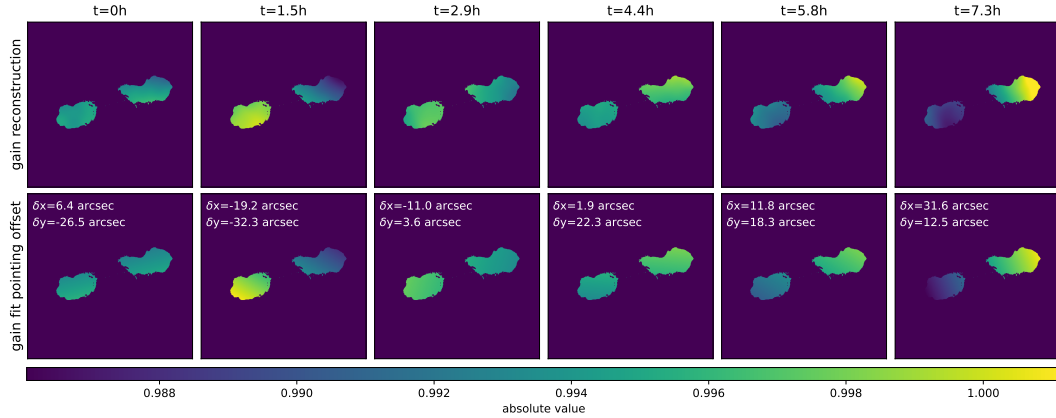 t=0h
t=1.5h
t=2.9h
t=4.4h
t=5.8h
t=7.3h
gain reconstruction
gain fit pointing offset
δx=6.4 arcsec
δy=-26.5 arcsec
δx=-19.2 arcsec
δy=-32.3 arcsec
δx=-11.0 arcsec
δy=3.6 arcsec
δx=1.9 arcsec
δy=22.3 arcsec
δx=11.8 arcsec
δy=18.3 arcsec
δx=31.6 arcsec
δy=12.5 arcsec
0.988
0.990
0.992
0.994
0.996
0.998
1.000
absolute value